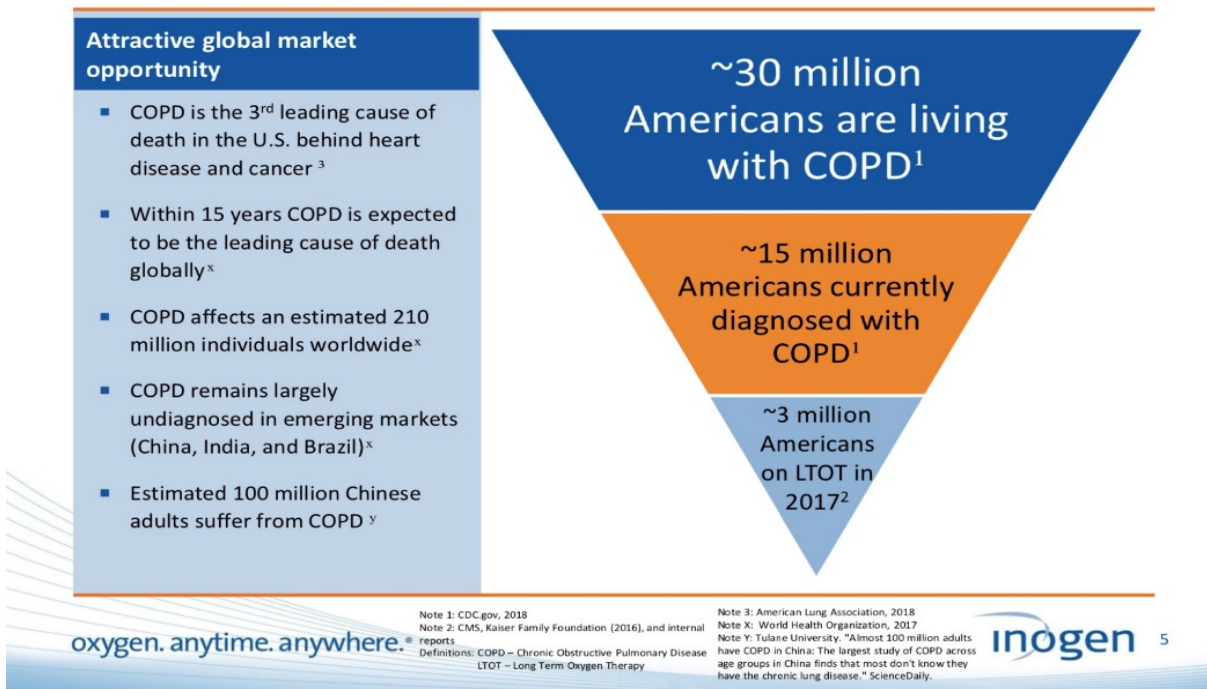 Attractive global market
opportunity
▪ COPD is the 3rd leading cause of
death in the U.S. behind heart
disease and cancer ³
▪ Within 15 years COPD is expected
to be the leading cause of death
globallyˣ
▪ COPD affects an estimated 210
million individuals worldwideˣ
▪ COPD remains largely
undiagnosed in emerging markets
(China, India, and Brazil)ˣ
▪ Estimated 100 million Chinese
adults suffer from COPD ʸ
~30 million
Americans are living
with COPD¹
~15 million
Americans currently
diagnosed with
COPD¹
~3 million
Americans
on LTOT in
2017²
oxygen. anytime. anywhere.®
Note 1: CDC.gov, 2018
Note 2: CMS, Kaiser Family Foundation (2016), and internal
reports
Definitions: COPD – Chronic Obstructive Pulmonary Disease
LTOT – Long Term Oxygen Therapy
Note 3: American Lung Association, 2018
Note X: World Health Organization, 2017
Note Y: Tulane University. "Almost 100 million adults
have COPD in China: The largest study of COPD across
age groups in China finds that most don't know they
have the chronic lung disease." ScienceDaily.
inogen
5